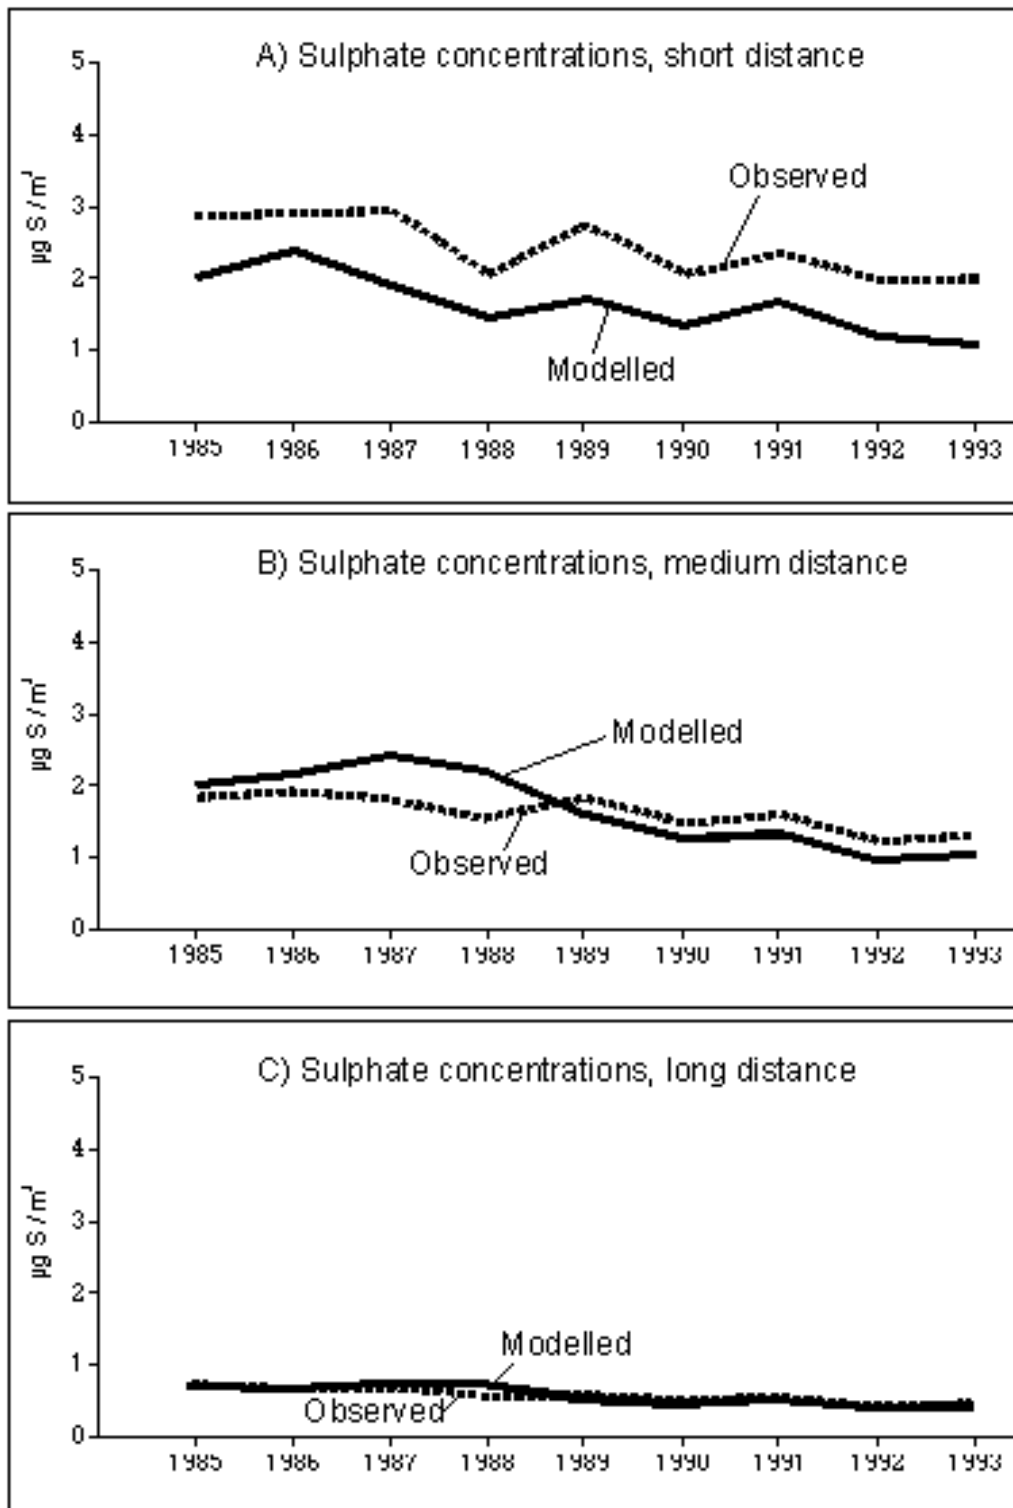 A) Sulphate concentrations, short distance
5
4
3
2
1
0
µg S / m³
Observed
Modelled
1985 1986 1987 1988 1989 1990 1991 1992 1993
B) Sulphate concentrations, medium distance
5
4
3
2
1
0
µg S / m³
Modelled
Observed
1985 1986 1987 1988 1989 1990 1991 1992 1993
C) Sulphate concentrations, long distance
5
4
3
2
1
0
µg S / m³
Modelled
Observed
1985 1986 1987 1988 1989 1990 1991 1992 1993